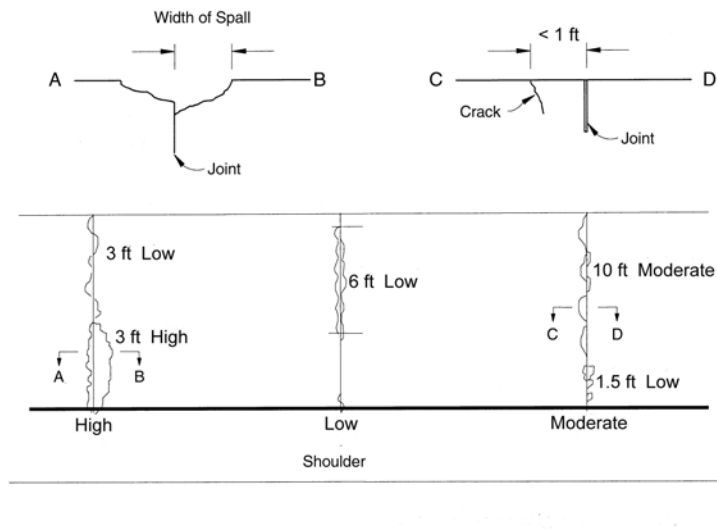 Width of Spall
< 1 ft
A
B
C
D
Crack
Joint
Joint
3 ft Low
6 ft Low
10 ft Moderate
3 ft High
C
D
A
B
1.5 ft Low
High
Low
Moderate
Shoulder